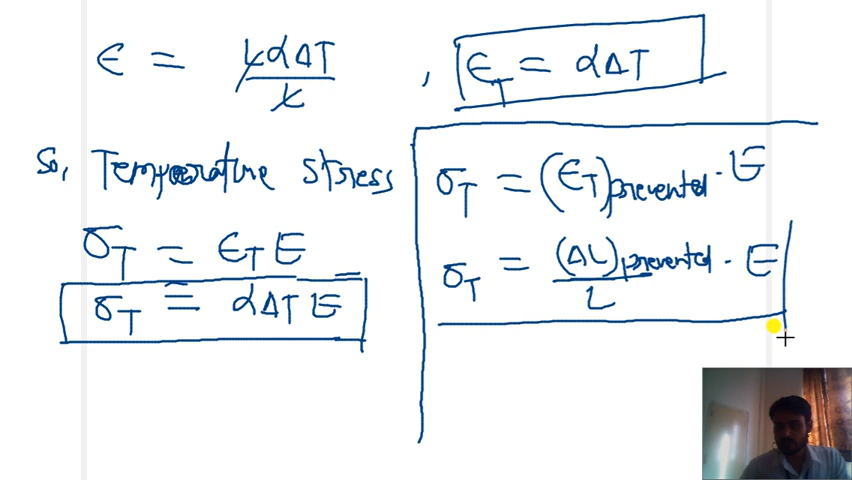 ϵ = LαΔT / L , ϵ_T = αΔT
So, Temperature stress
σ_T = ϵ_T E
σ_T = αΔT E
σ_T = (ϵ_T)prevented · E
σ_T = (ΔL)prevented / L · E